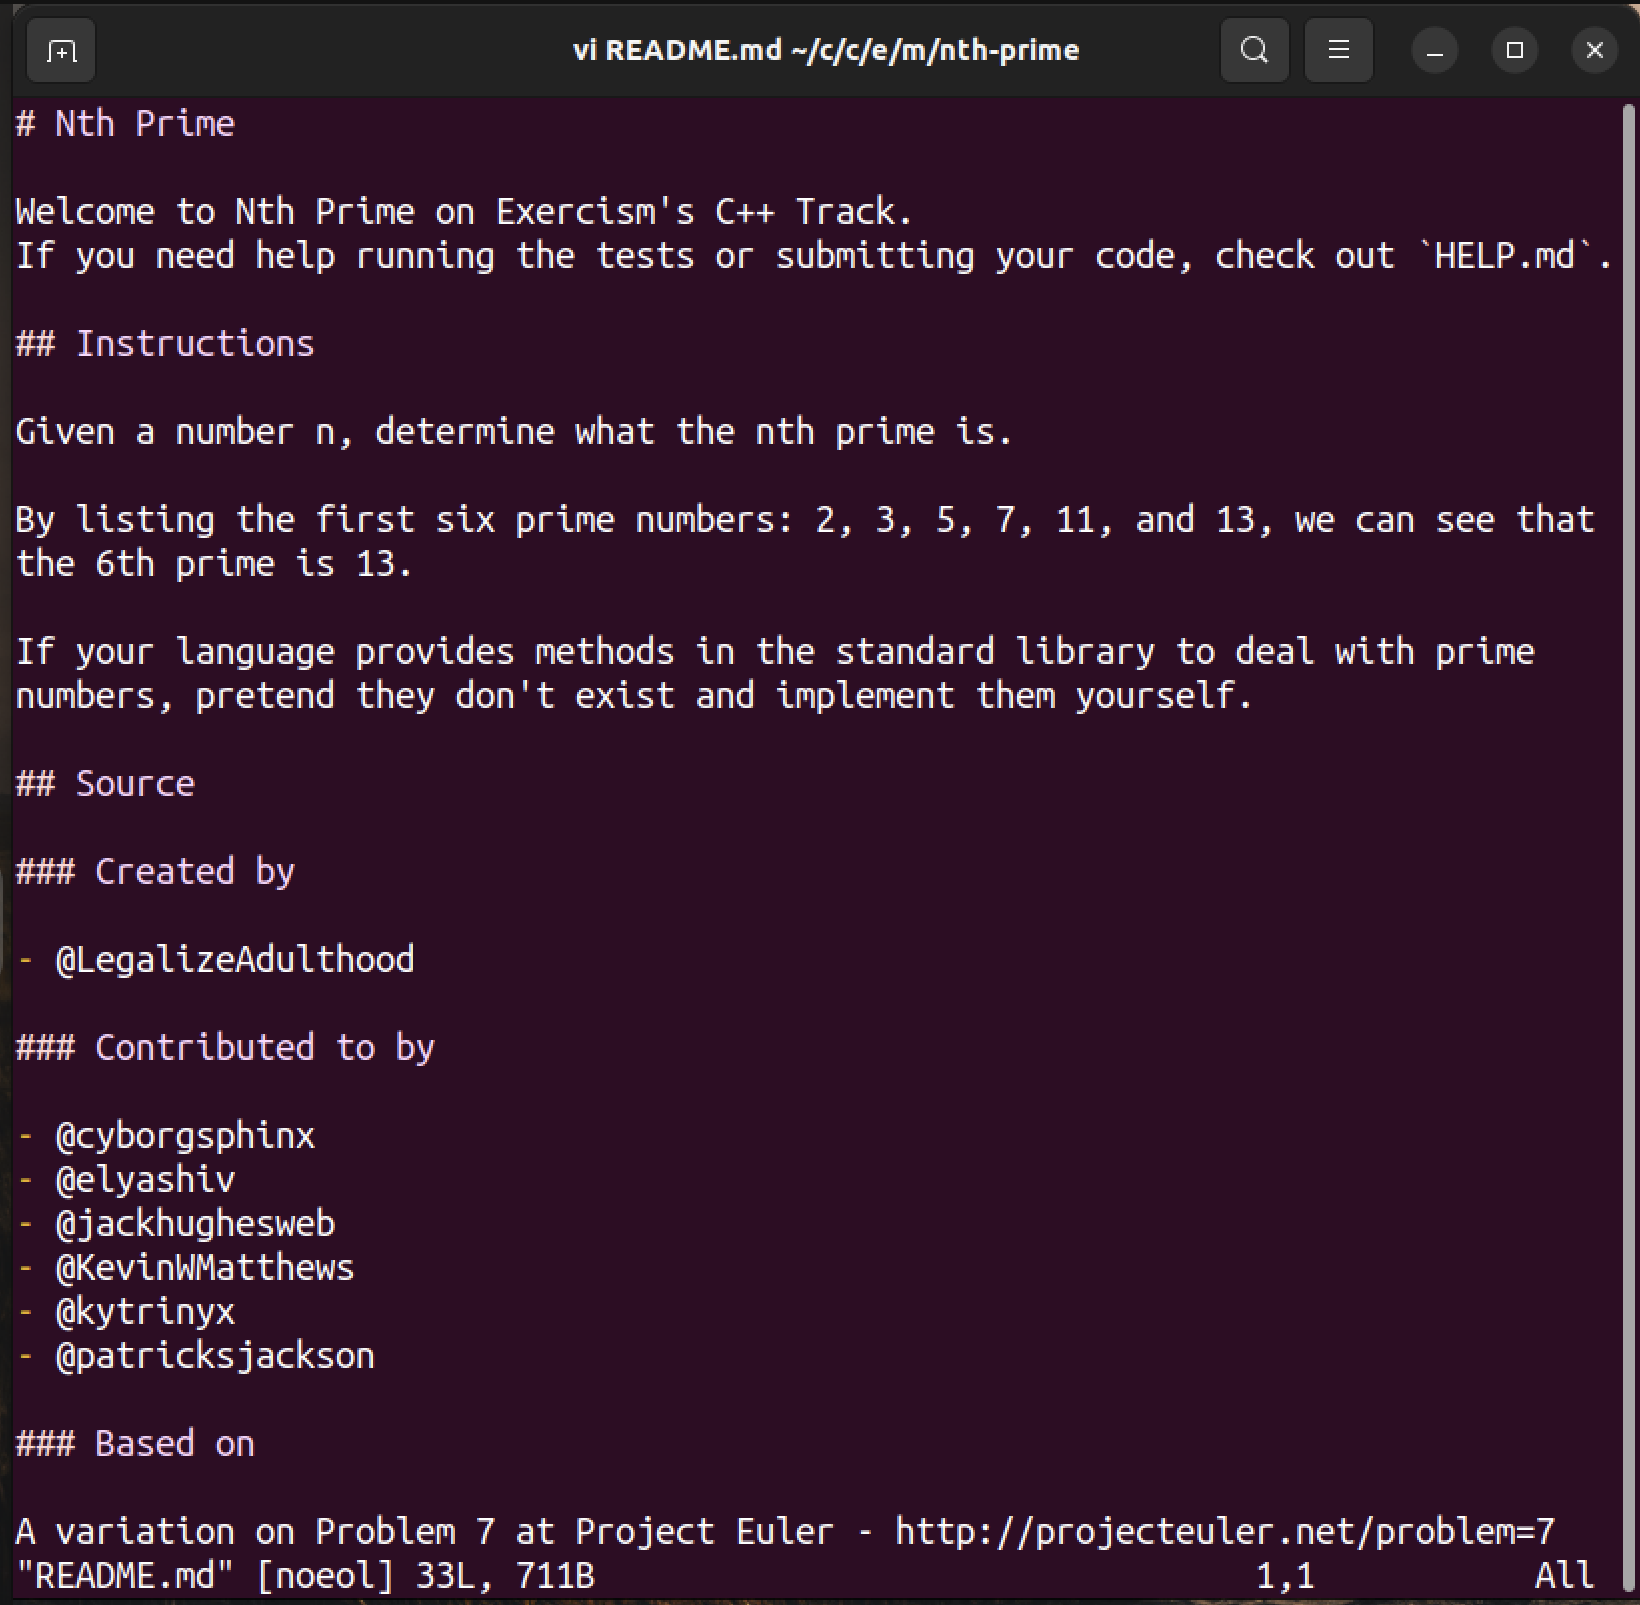 vi README.md ~/c/c/e/m/nth-prime
# Nth Prime
Welcome to Nth Prime on Exercism's C++ Track.
If you need help running the tests or submitting your code, check out `HELP.md`.
## Instructions
Given a number n, determine what the nth prime is.
By listing the first six prime numbers: 2, 3, 5, 7, 11, and 13, we can see that
the 6th prime is 13.
If your language provides methods in the standard library to deal with prime
numbers, pretend they don't exist and implement them yourself.
## Source
### Created by
- @LegalizeAdulthood
### Contributed to by
- @cyborgsphinx
- @elyashiv
- @jackhughesweb
- @KevinWMatthews
- @kytrinyx
- @patricksjackson
### Based on
A variation on Problem 7 at Project Euler - http://projecteuler.net/problem=7
"README.md" [noeol] 33L, 711B 1,1 All